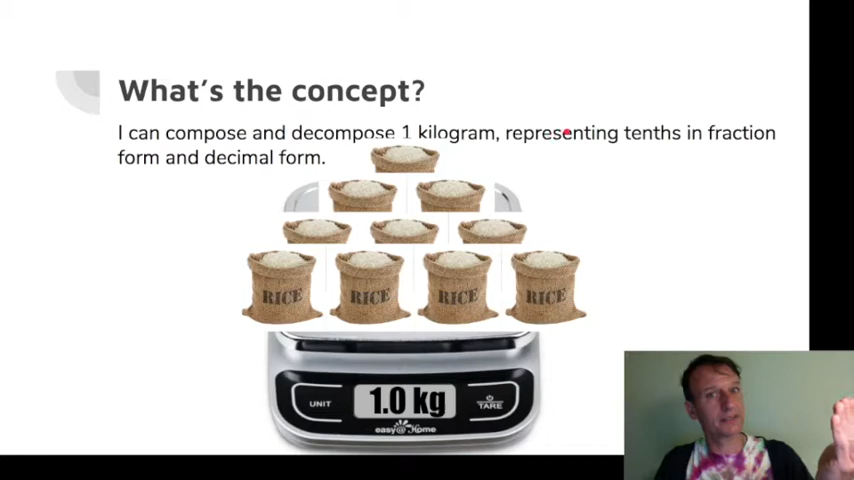 What's the concept?
I can compose and decompose 1 kilogram, representing tenths in fraction
form and decimal form.
RICE RICE RICE RICE
UNIT 1.0 kg TARE
easy@Home